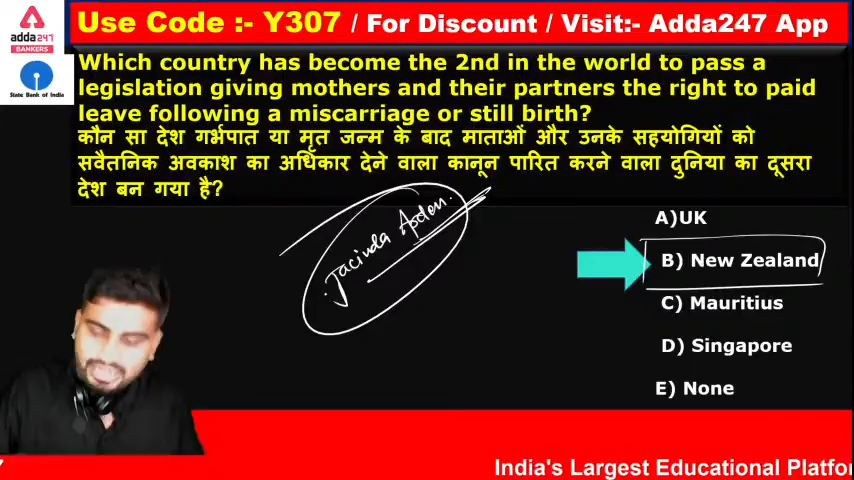 Use Code :- Y307 / For Discount / Visit:- Adda247 App
adda247
BANKERS
State Bank of India
Which country has become the 2nd in the world to pass a
legislation giving mothers and their partners the right to paid
leave following a miscarriage or still birth?
कौन सा देश गर्भपात या मृत जन्म के बाद माताओं और उनके सहयोगियों को
सवैतनिक अवकाश का अधिकार देने वाला कानून पारित करने वाला दुनिया का दूसरा
देश बन गया है?
Jacinda Arden.
A)UK
B) New Zealand
C) Mauritius
D) Singapore
E) None
India's Largest Educational Platfor